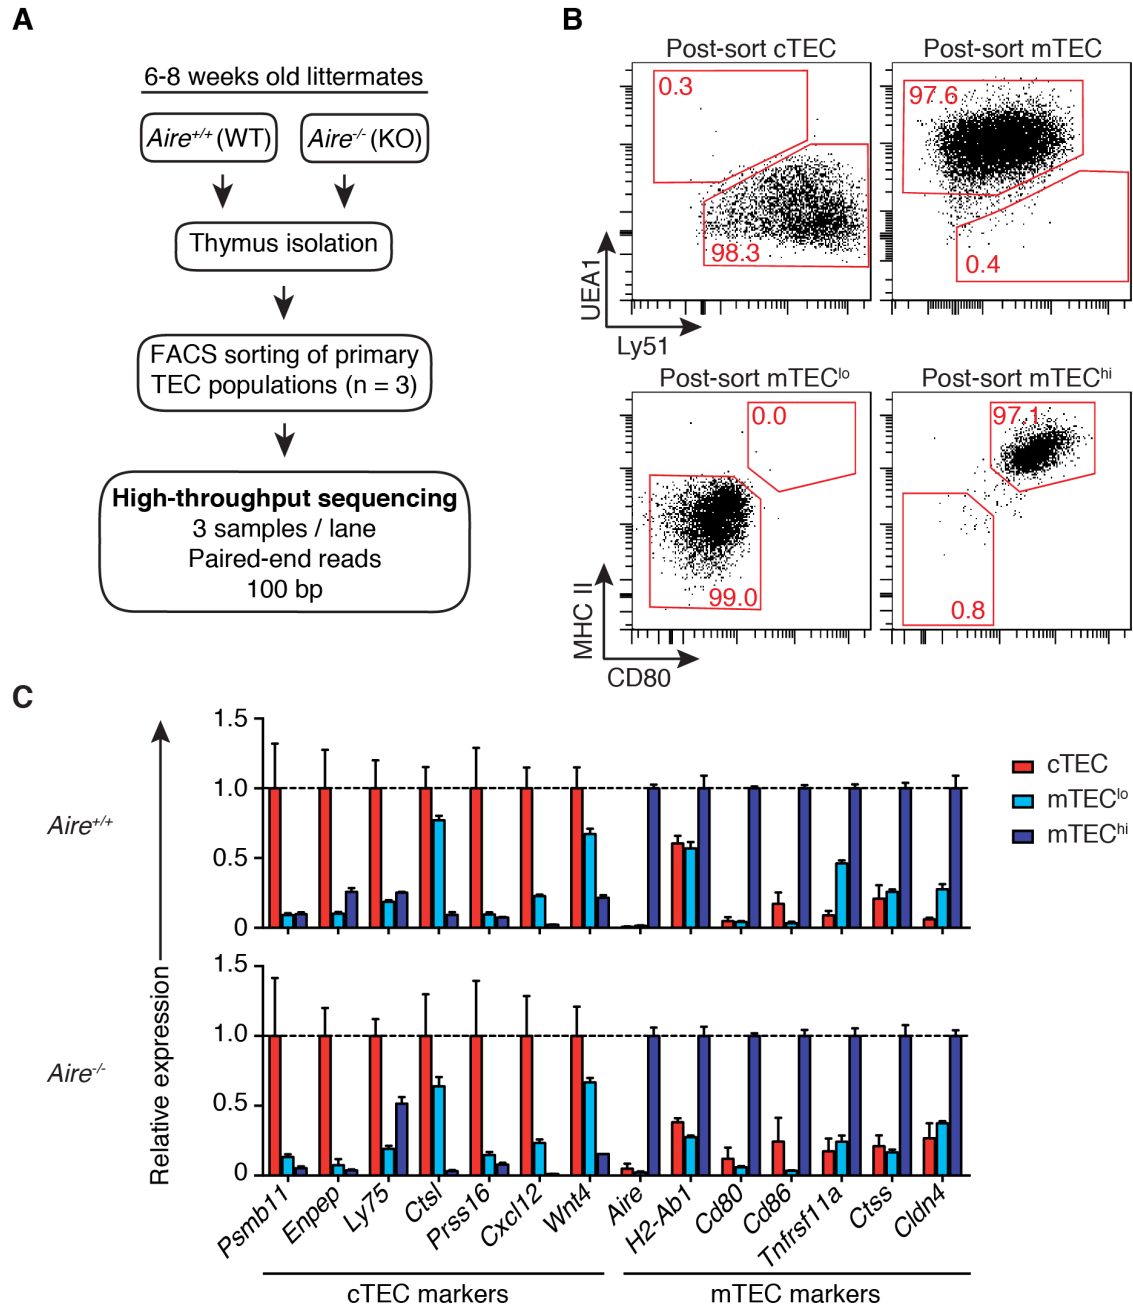 A
6-8 weeks old littermates
Aire+/+ (WT)
Aire-/- (KO)
Thymus isolation
FACS sorting of primary
TEC populations (n = 3)
High-throughput sequencing
3 samples / lane
Paired-end reads
100 bp
B
Post-sort cTEC
Post-sort mTEC
0.3
98.3
97.6
0.4
UEA1
Ly51
Post-sort mTEClo
Post-sort mTEChi
0.0
99.0
97.1
0.8
MHC II
CD80
C
Relative expression
Aire+/+
1.5
1.0
0.5
0
cTEC
mTEClo
mTEChi
Aire-/-
1.5
1.0
0.5
0
Psmb11
Enpep
Ly75
Ctsl
Prss16
Cxcl12
Wnt4
Aire
H2-Ab1
Cd80
Cd86
Tnfrsf11a
Ctss
Cldn4
cTEC markers
mTEC markers